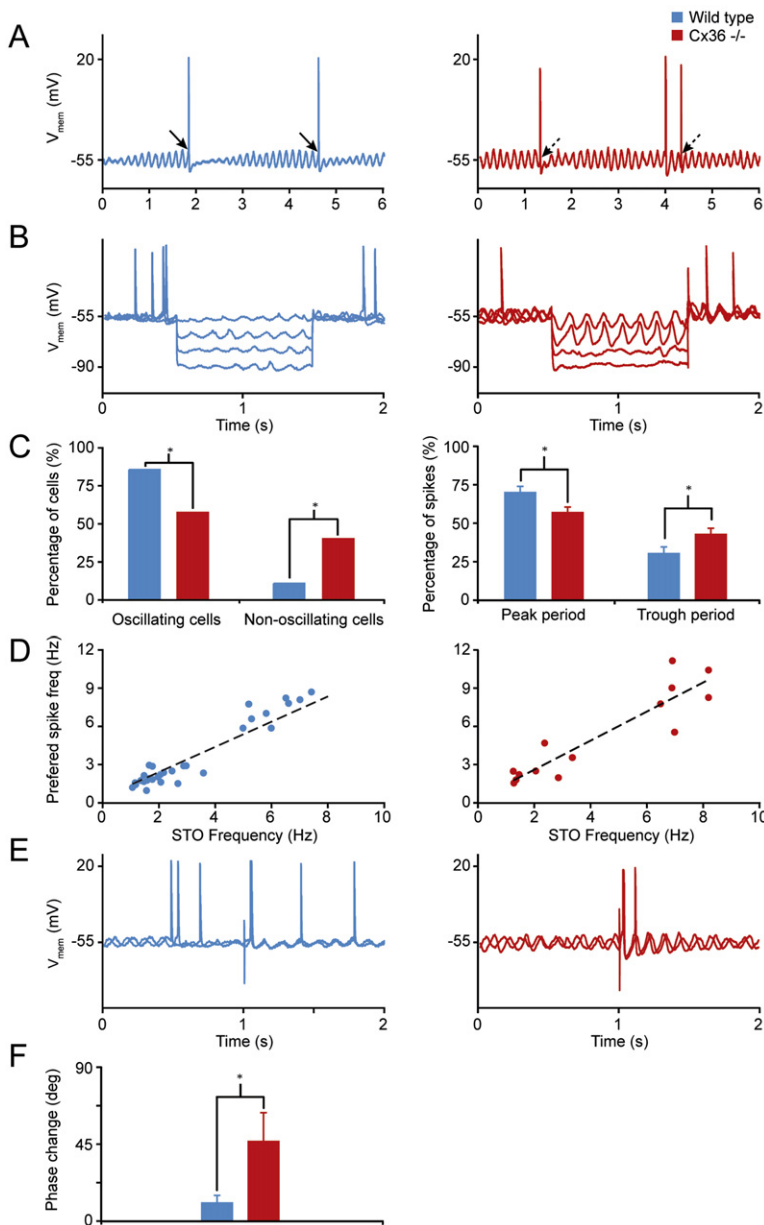 Wild type
Cx36 -/-
A
Vmem (mV)
20
-55
0 1 2 3 4 5 6
20
-55
0 1 2 3 4 5 6
B
Vmem (mV)
-55
-90
0 1 2
Time (s)
-55
-90
0 1 2
Time (s)
C
Percentage of cells (%)
100
75
50
25
0
*
*
Oscillating cells Non-oscillating cells
Percentage of spikes (%)
100
75
50
25
0
*
*
Peak period Trough period
D
Prefered spike freq (Hz)
12
9
6
3
0
0 2 4 6 8 10
STO Frequency (Hz)
12
9
6
3
0
0 2 4 6 8 10
STO Frequency (Hz)
E
Vmem (mV)
20
-55
0 1 2
Time (s)
20
-55
0 1 2
Time (s)
F
Phase change (deg)
90
45
0
*